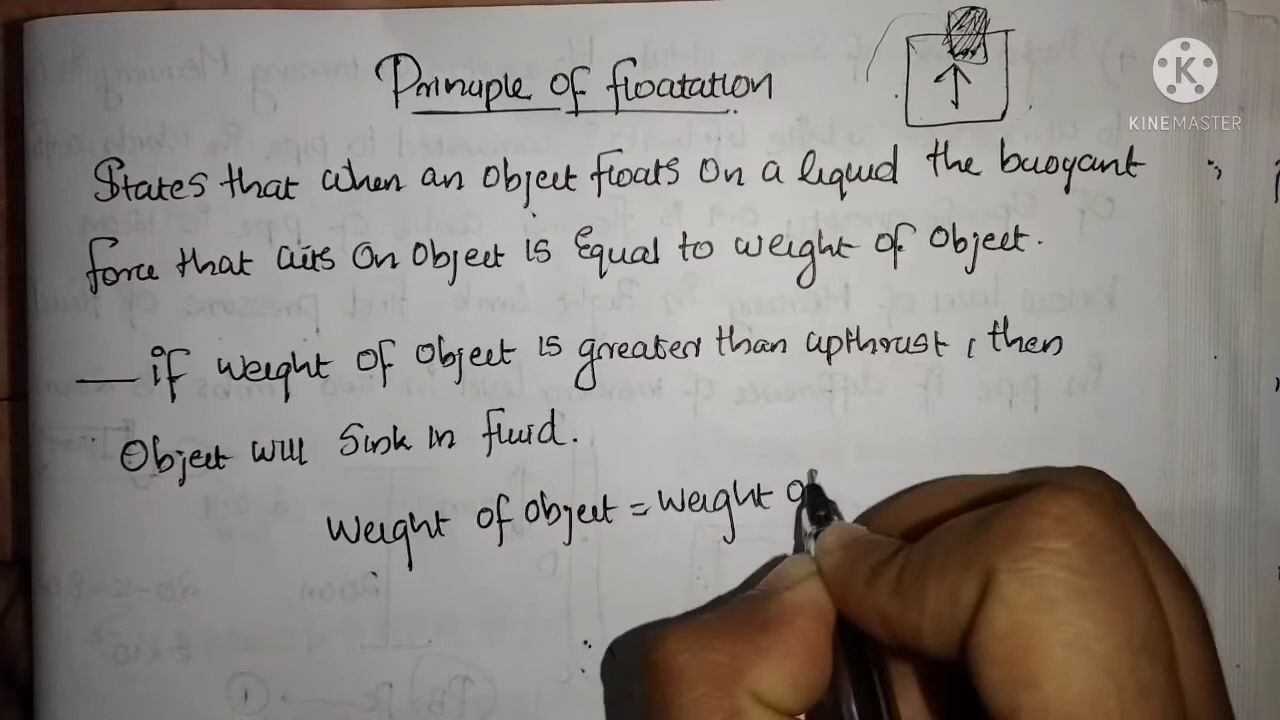 Principle of floatation
KINEMASTER
States that when an object floats on a liquid the buoyant
force that acts on object is Equal to weight of object.
if weight of object is greater than upthrust, then
Object will sink in fluid.
weight of object = weight